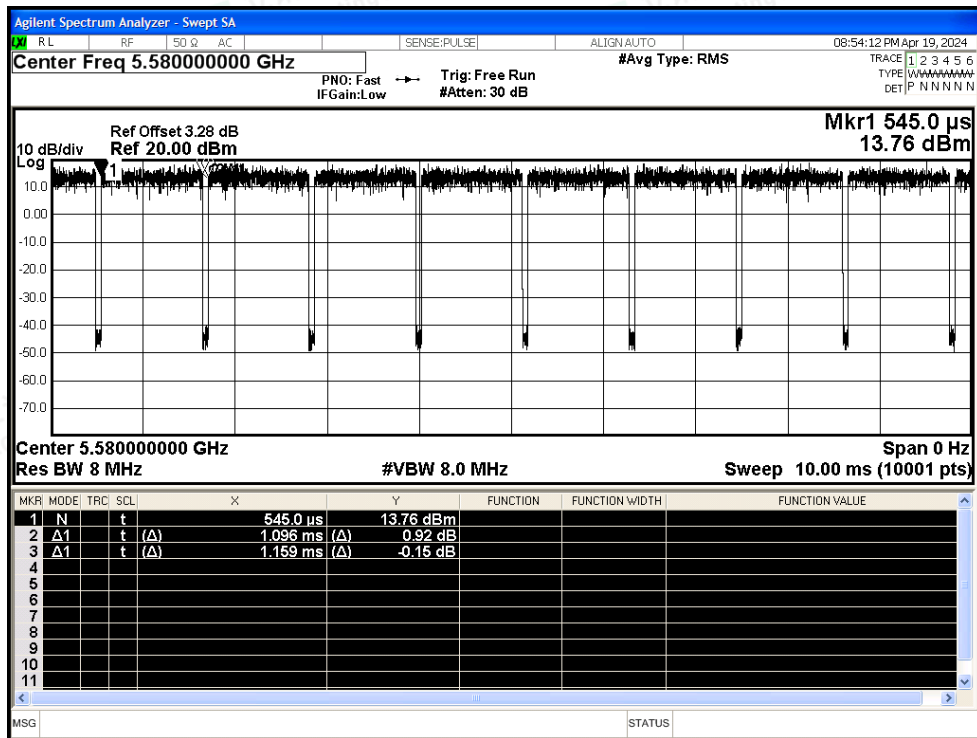 Agilent Spectrum Analyzer - Swept SA
LXI RL RF 50 Ω AC SENSE:PULSE ALIGN AUTO 08:54:12 PM Apr 19, 2024
Center Freq 5.580000000 GHz
PNO: Fast
IFGain:Low
Trig: Free Run
#Atten: 30 dB
#Avg Type: RMS
TRACE 1 2 3 4 5 6
TYPE
DET P N N N N N
Mkr1 545.0 µs
13.76 dBm
Ref Offset 3.28 dB
10 dB/div Ref 20.00 dBm
Log
1
10.0
0.00
-10.0
-20.0
-30.0
-40.0
-50.0
-60.0
-70.0
Center 5.580000000 GHz Span 0 Hz
Res BW 8 MHz #VBW 8.0 MHz Sweep 10.00 ms (10001 pts)
MKR MODE TRC SCL X Y FUNCTION FUNCTION WIDTH FUNCTION VALUE
1 N t 545.0 µs 13.76 dBm
2 Δ1 t (Δ) 1.096 ms (Δ) 0.92 dB
3 Δ1 t (Δ) 1.159 ms (Δ) -0.15 dB
4
5
6
7
8
9
10
11
MSG STATUS